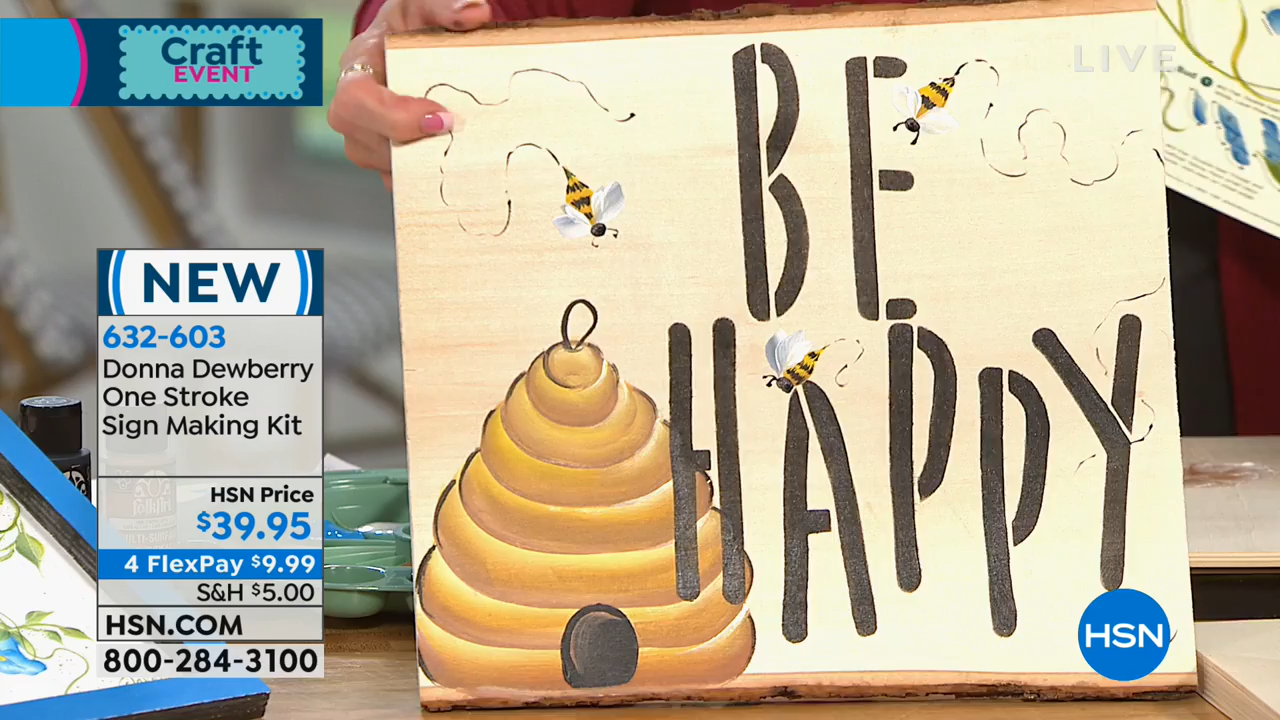 Craft
EVENT
LIVE
BE
HAPPY
NEW
632-603
Donna Dewberry
One Stroke
Sign Making Kit
HSN Price
$39.95
4 FlexPay $9.99
S&H $5.00
HSN.COM
800-284-3100
HSN